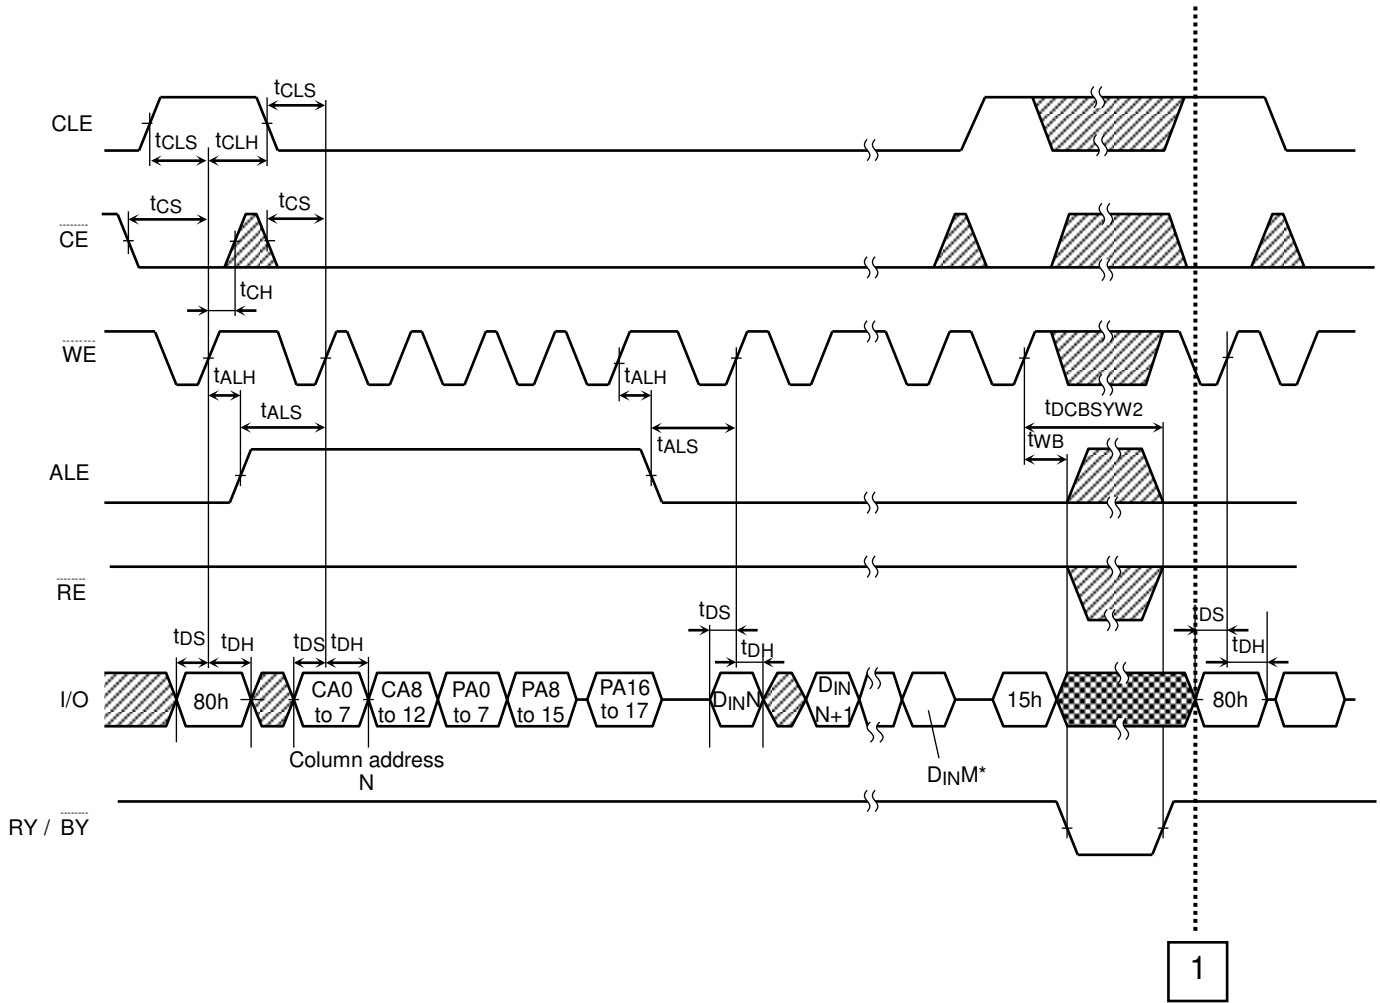 tCLS
CLE
tCLS tCLH
tCS tCS
CE
tCH
WE
tALH tALH
tALS tDCBSYW2
tALS tWB
ALE
RE
tDS tDS
tDS tDH tDS tDH tDH tDH
I/O 80h CA0 to 7 CA8 to 12 PA0 to 7 PA8 to 15 PA16 to 17 DINN DIN N+1 15h 80h
Column address
N
DINM*
RY / BY
1